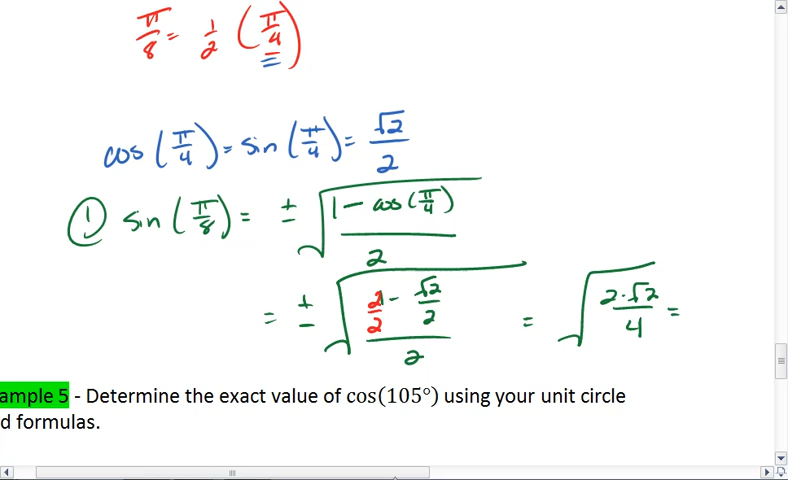 π/8 = 1/2 (π/4)
cos(π/4) = sin(π/4) = √2/2
① sin(π/8) = ± √((1 - cos(π/4))/2)
= ± √((2/2 - √2/2)/2) = √((2·√2)/4) =
ample 5 - Determine the exact value of cos(105°) using your unit circle
d formulas.